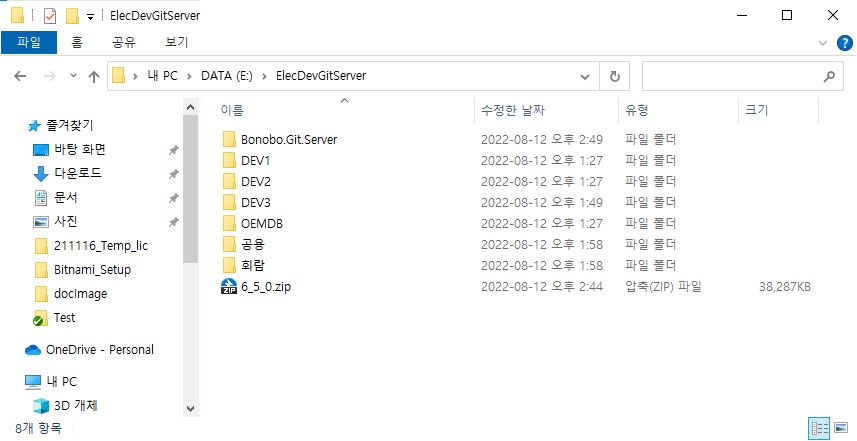 ElecDevGitServer
파일 홈 공유 보기
내 PC DATA (E:) ElecDevGitServer
이름 수정한 날짜 유형 크기
즐겨찾기
바탕 화면
다운로드
문서
사진
211116_Temp_lic
Bitnami_Setup
docImage
Test
OneDrive - Personal
내 PC
3D 개체
Bonobo.Git.Server 2022-08-12 오후 2:49 파일 폴더
DEV1 2022-08-12 오후 1:27 파일 폴더
DEV2 2022-08-12 오후 1:27 파일 폴더
DEV3 2022-08-12 오후 1:49 파일 폴더
OEMDB 2022-08-12 오후 1:27 파일 폴더
공용 2022-08-12 오후 1:58 파일 폴더
회람 2022-08-12 오후 1:58 파일 폴더
ZIP 6_5_0.zip 2022-08-12 오후 2:44 압축(ZIP) 파일 38,287KB
8개 항목